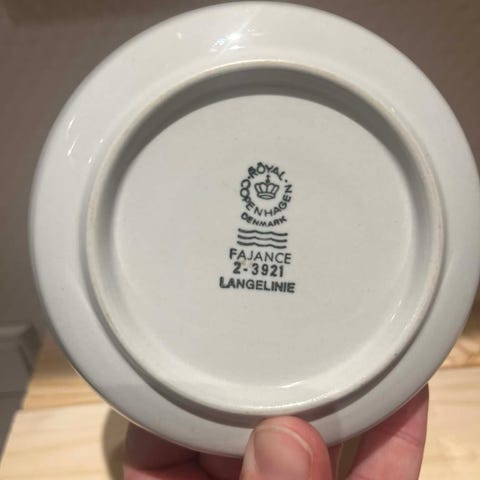 ROYAL
COPENHAGEN
DENMARK
FAJANCE
2-3921
LANGELINIE